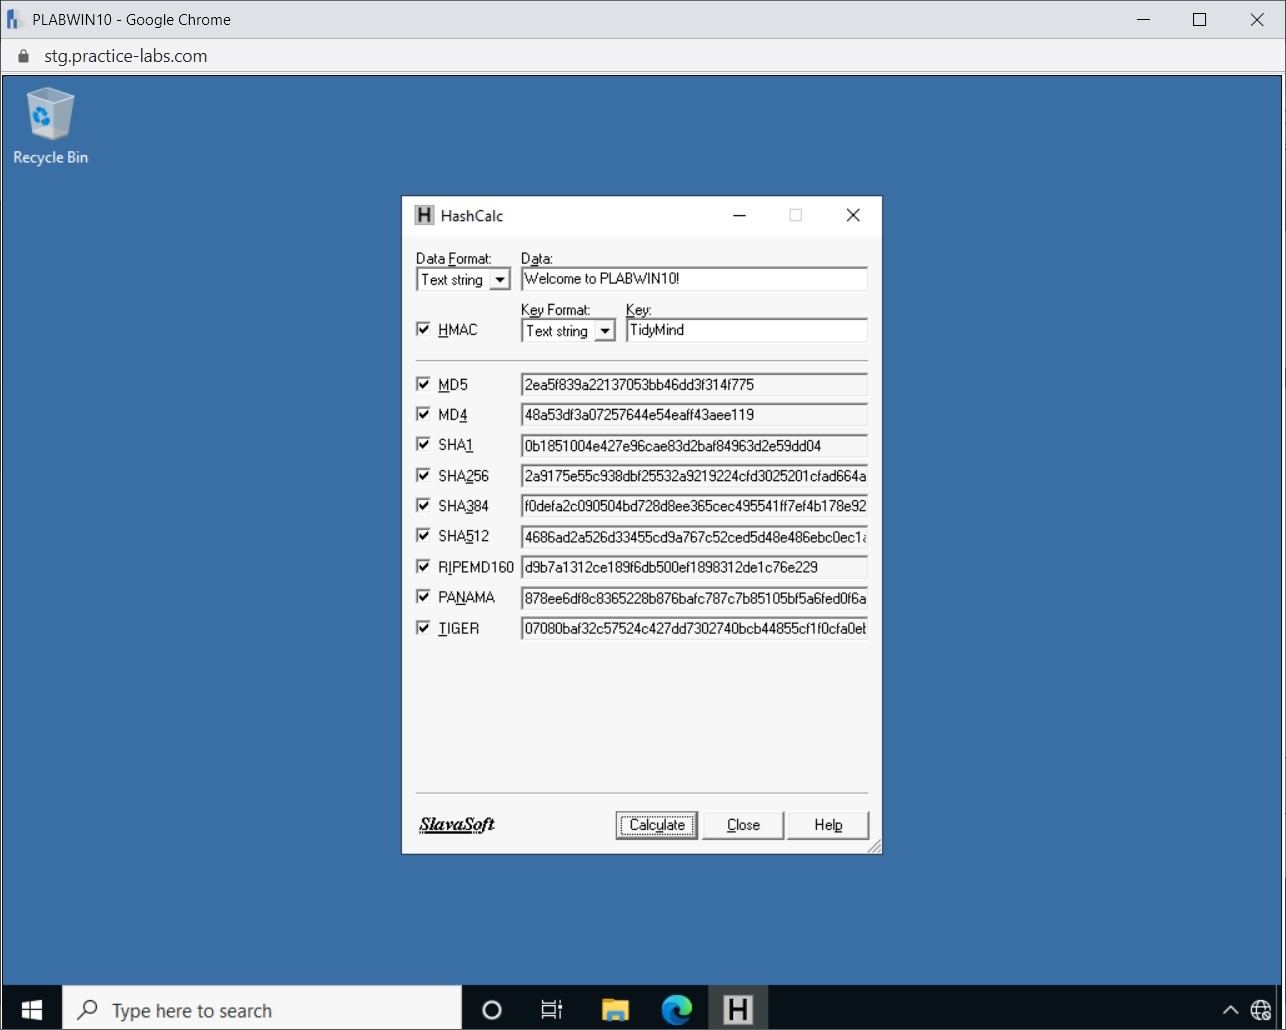 PLABWIN10 - Google Chrome
stg.practice-labs.com
Recycle Bin
HashCalc
Data Format: Data:
Text string Welcome to PLABWIN10!
Key Format: Key:
HMAC Text string TidyMind
MD5 2ea5f839a22137053bb46dd3f314f775
MD4 48a53df3a07257644e54eaff43aee119
SHA1 0b1851004e427e96cae83d2baf84963d2e59dd04
SHA256 2a9175e55c938dbf25532a9219224cfd3025201cfad664a
SHA384 f0defa2c090504bd728d8ee365cec495541ff7ef4b178e92
SHA512 4686ad2a526d33455cd9a767c52ced5d48e486ebc0ec1a
RIPEMD160 d9b7a1312ce189f6db500ef1898312de1c76e229
PANAMA 878ee6df8c8365228b876bafc787c7b85105bf5a6fed0f6a
TIGER 07080baf32c57524c427dd7302740bcb44855cf1f0cfa0eb
SlavaSoft Calculate Close Help
Type here to search